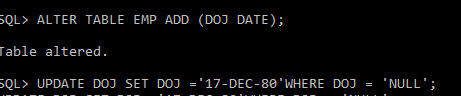 SQL> ALTER TABLE EMP ADD (DOJ DATE);
Table altered.
SQL> UPDATE DOJ SET DOJ ='17-DEC-80'WHERE DOJ = 'NULL';